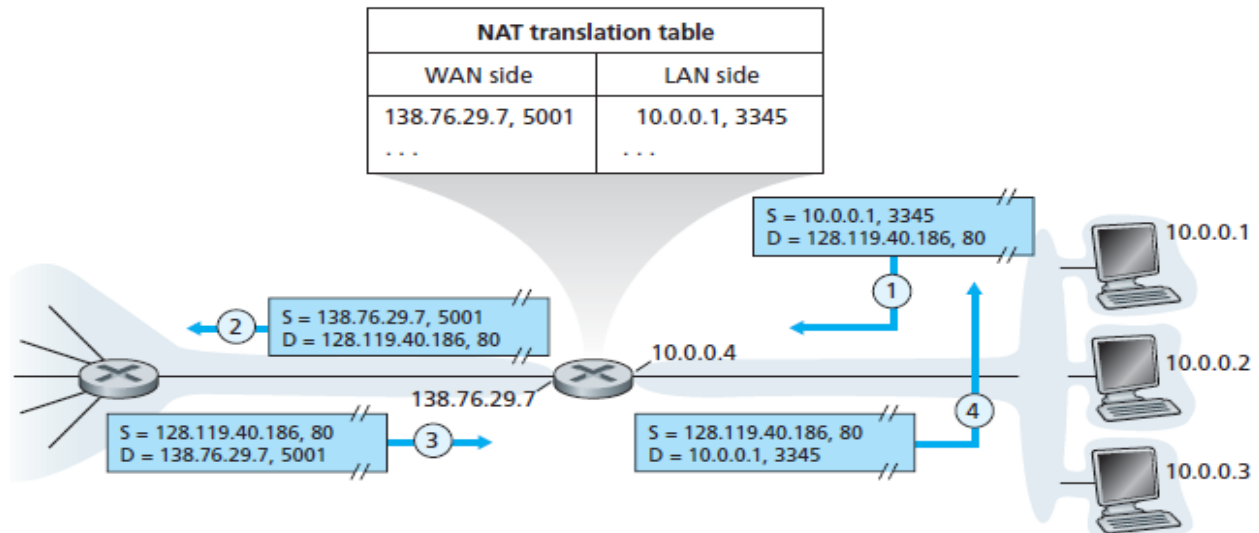 NAT translation table
WAN side LAN side
138.76.29.7, 5001 10.0.0.1, 3345
. . . . . .
S = 10.0.0.1, 3345
D = 128.119.40.186, 80
10.0.0.1
1
2
S = 138.76.29.7, 5001
D = 128.119.40.186, 80
10.0.0.4
10.0.0.2
138.76.29.7
S = 128.119.40.186, 80
D = 138.76.29.7, 5001
3
S = 128.119.40.186, 80
D = 10.0.0.1, 3345
4
10.0.0.3